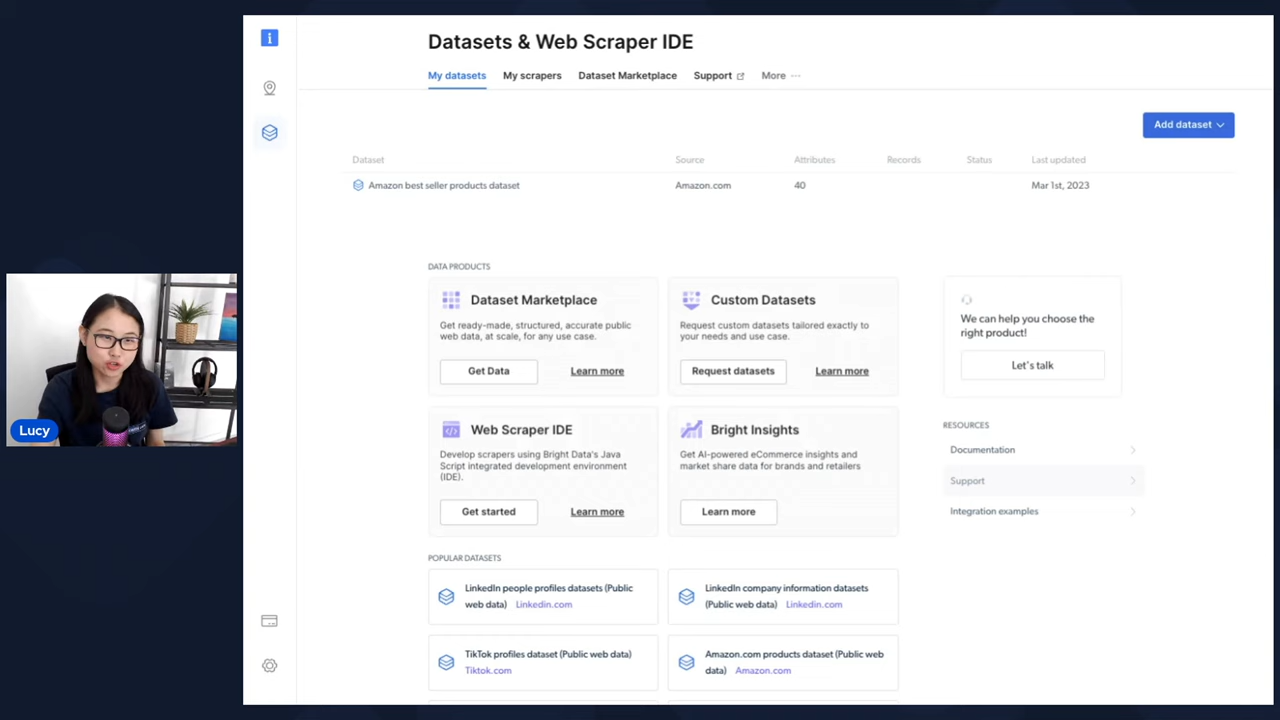 Datasets & Web Scraper IDE
My datasets
My scrapers
Dataset Marketplace
Support
More
Add dataset
Dataset
Source
Attributes
Records
Status
Last updated
Amazon best seller products dataset
Amazon.com
40
Mar 1st, 2023
DATA PRODUCTS
Dataset Marketplace
Get ready-made, structured, accurate public
web data, at scale, for any use case.
Get Data
Learn more
Custom Datasets
Request custom datasets tailored exactly to
your needs and use case.
Request datasets
Learn more
We can help you choose the
right product!
Let's talk
Web Scraper IDE
Develop scrapers using Bright Data's Java
Script integrated development environment
(IDE).
Get started
Learn more
Bright Insights
Get AI-powered eCommerce insights and
market share data for brands and retailers
Learn more
RESOURCES
Documentation
Support
Integration examples
POPULAR DATASETS
LinkedIn people profiles datasets (Public
web data) Linkedin.com
LinkedIn company information datasets
(Public web data) Linkedin.com
TikTok profiles dataset (Public web data)
Tiktok.com
Amazon.com products dataset (Public web
data) Amazon.com
Lucy